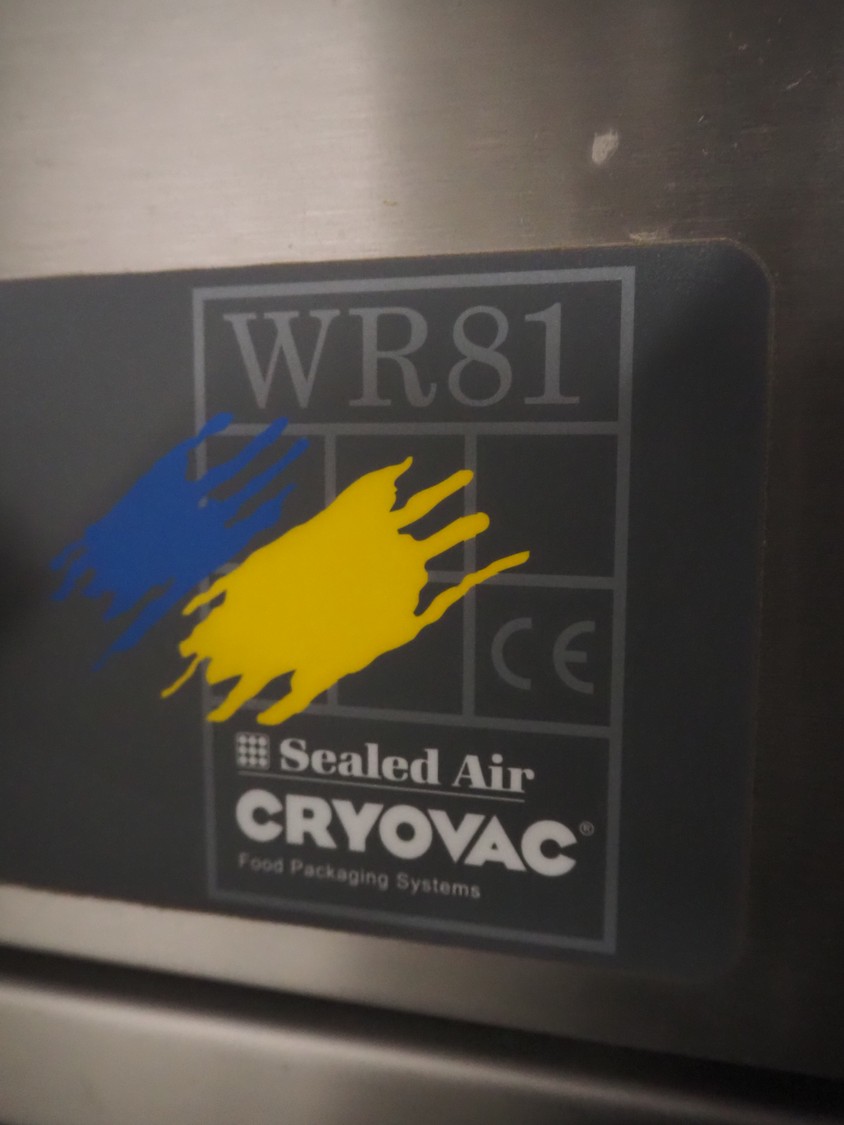 WR81
CE
Sealed Air
CRYOVAC®
Food Packaging Systems